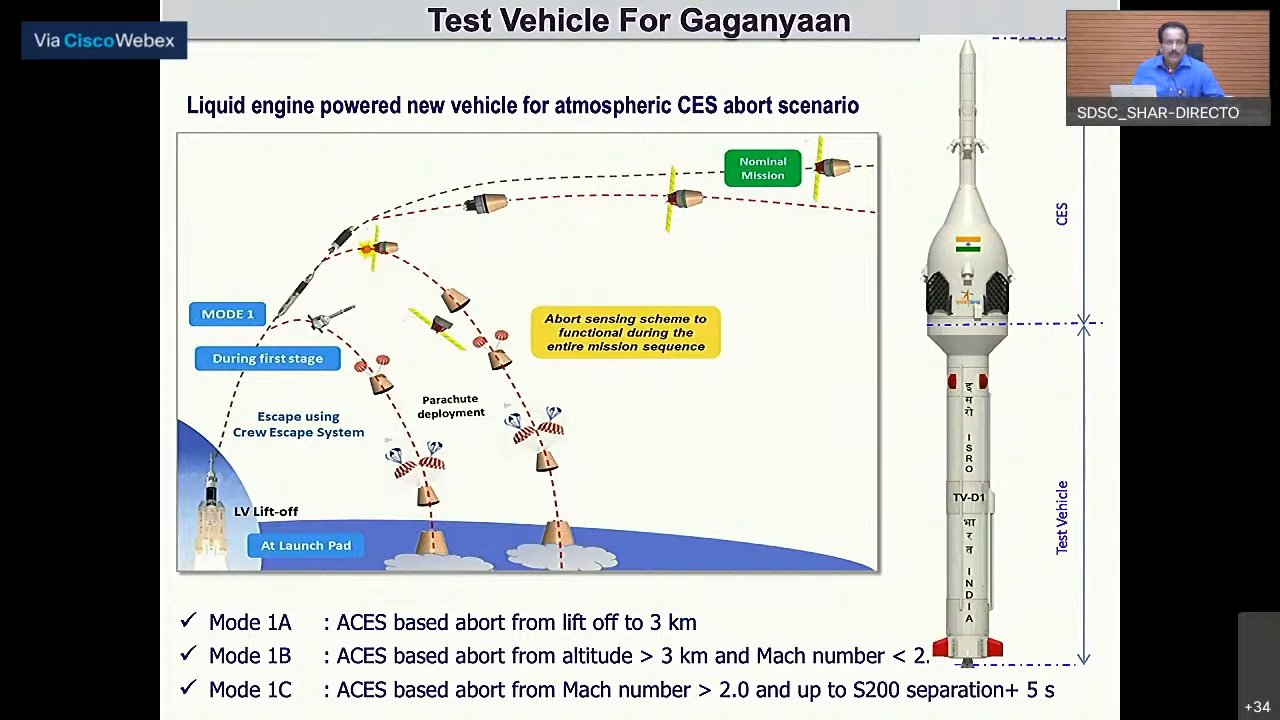 Test Vehicle For Gaganyaan
Via Cisco Webex
SDSC_SHAR-DIRECTO
Liquid engine powered new vehicle for atmospheric CES abort scenario
Nominal
Mission
MODE 1
During first stage
Abort sensing scheme to
functional during the
entire mission sequence
Parachute
deployment
Escape using
Crew Escape System
LV Lift-off
At Launch Pad
CES
Test Vehicle
इसरो
ISRO
TV-D1
भारत
INDIA
✓ Mode 1A : ACES based abort from lift off to 3 km
✓ Mode 1B : ACES based abort from altitude > 3 km and Mach number < 2.
✓ Mode 1C : ACES based abort from Mach number > 2.0 and up to S200 separation+ 5 s
+34